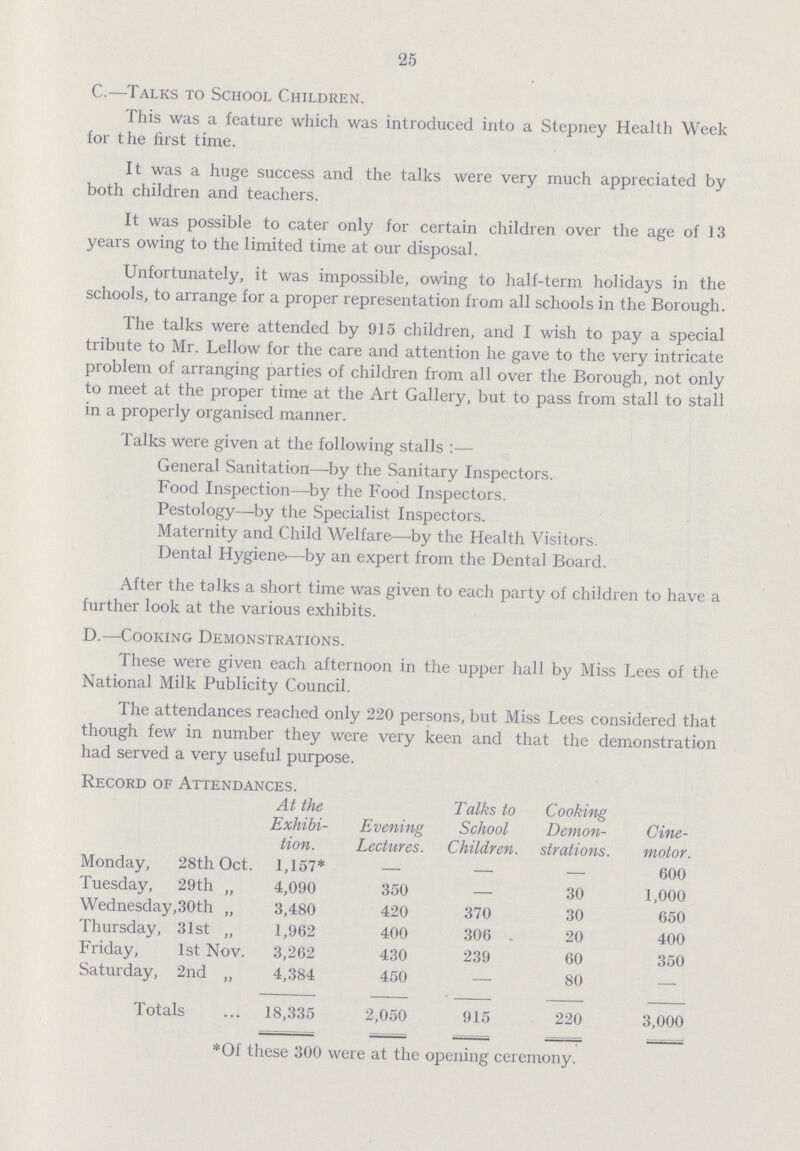 25
C.—Talks to School Children.
This was a feature which was introduced into a Stepney Health Week
for the first time.
It was a huge success and the talks were very much appreciated by
both children and teachers.
It was possible to cater only for certain children over the age of 13
years owing to the limited time at our disposal.
Unfortunately, it was impossible, owing to half-term holidays in the
schools, to arrange for a proper representation from all schools in the Borough.
The talks were attended by 915 children, and I wish to pay a special
tribute to Mr. Lellow for the care and attention he gave to the very intricate
problem of arranging parties of children from all over the Borough, not only
to meet at the proper time at the Art Gallery, but to pass from stall to stall
in a properly organised manner.
Talks were given at the following stalls :—
General Sanitation—by the Sanitary Inspectors.
Food Inspection—by the Food Inspectors.
Pestology—by the Specialist Inspectors.
Maternity and Child Welfare—by the Health Visitors.
Dental Hygiene—by an expert from the Dental Board.
After the talks a short time was given to each party of children to have a
further look at the various exhibits.
D.—Cooking Demonstrations.
These were given each afternoon in the upper hall by Miss Lees of the
National Milk Publicity Council.
The attendances reached only 220 persons, but Miss Lees considered that
though few in number they were very keen and that the demonstration
had served a very useful purpose.
Record of Attendances.
At the Exhibi-tion. Evening Lectures. Talks to School Children. Cooking Demon-strations. Cine-motor.
Monday, 28th Oct. 1,157* — — — 600
Tuesday, 29th „ 4,090 350 — 30 1,000
Wednesday, 30th „ 3,480 420 370 30 650
Thursday, 31st „ 1,962 400 306 20 400
Friday, 1st Nov. 3,262 430 239 60 350
Saturday, 2nd „ 4,384 450 — 80 —
Totals ... 18,335 2,050 915 220 3,000
*Of these 300 were at the opening ceremony.